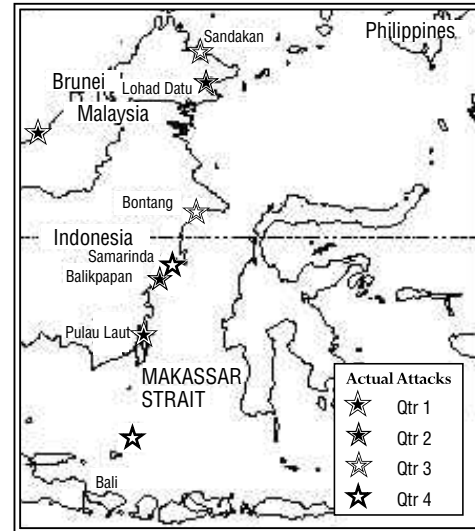 Philippines
Sandakan
Brunei
Lohad Datu
Malaysia
Bontang
Indonesia
Samarinda
Balikpapan
Pulau Laut
MAKASSAR
STRAIT
Bali
Actual Attacks
Qtr 1
Qtr 2
Qtr 3
Qtr 4